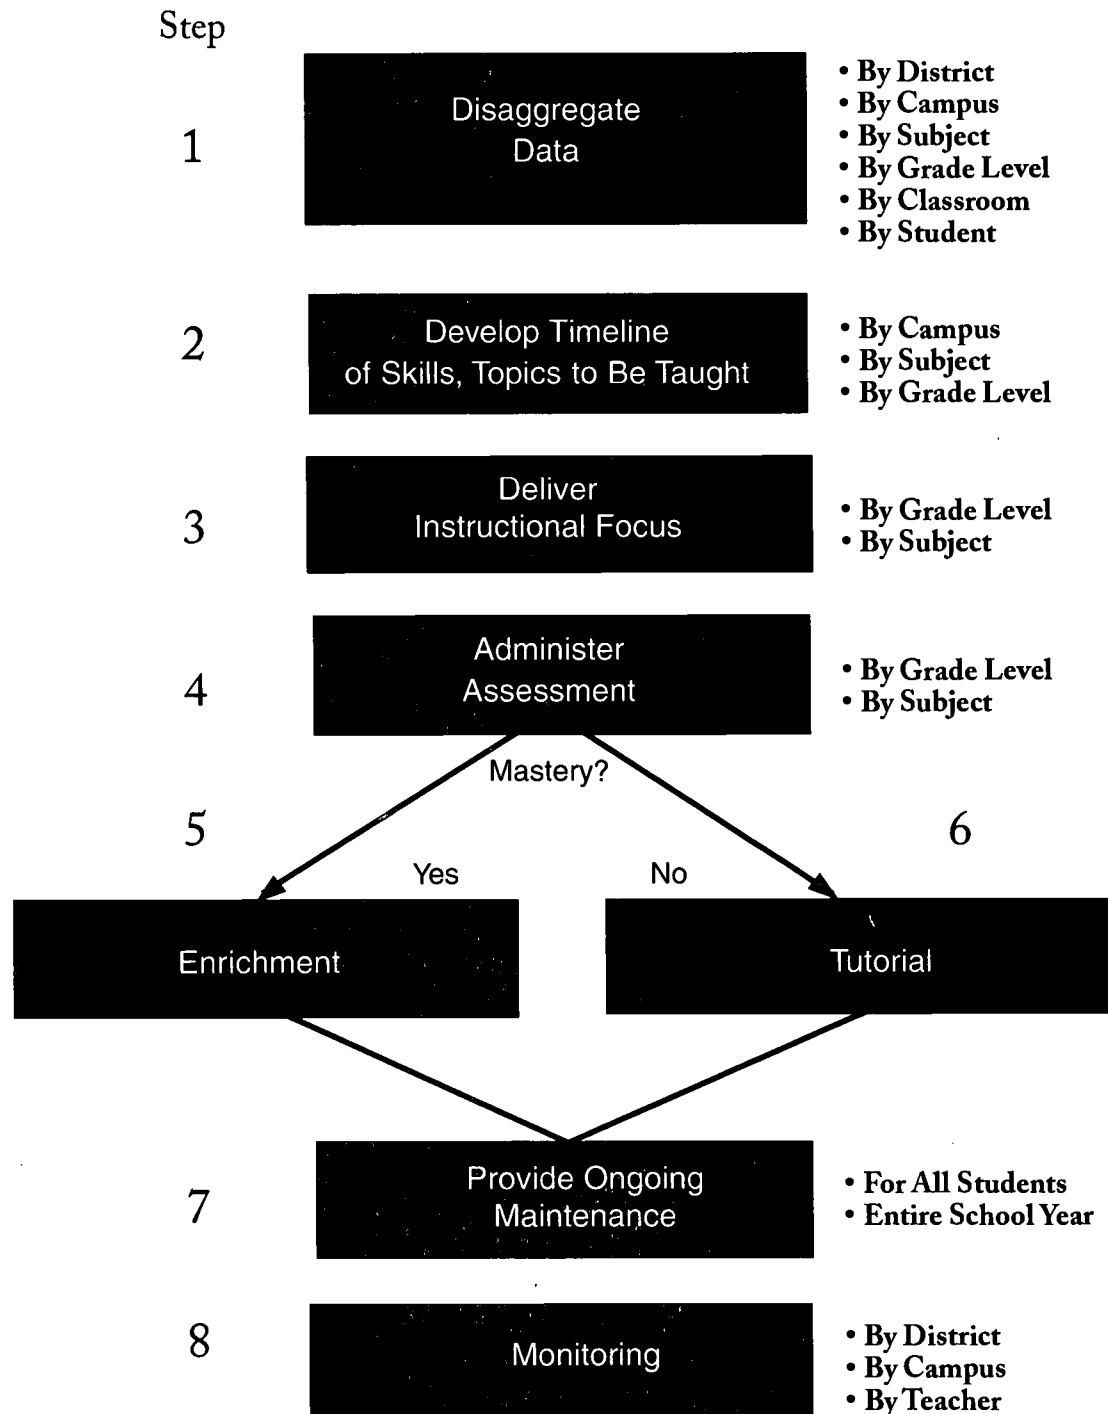 Step
1
Disaggregate
Data
• By District
• By Campus
• By Subject
• By Grade Level
• By Classroom
• By Student
2
Develop Timeline
of Skills, Topics to Be Taught
• By Campus
• By Subject
• By Grade Level
3
Deliver
Instructional Focus
• By Grade Level
• By Subject
4
Administer
Assessment
• By Grade Level
• By Subject
Mastery?
5
6
Yes
No
Enrichment
Tutorial
7
Provide Ongoing
Maintenance
• For All Students
• Entire School Year
8
Monitoring
• By District
• By Campus
• By Teacher